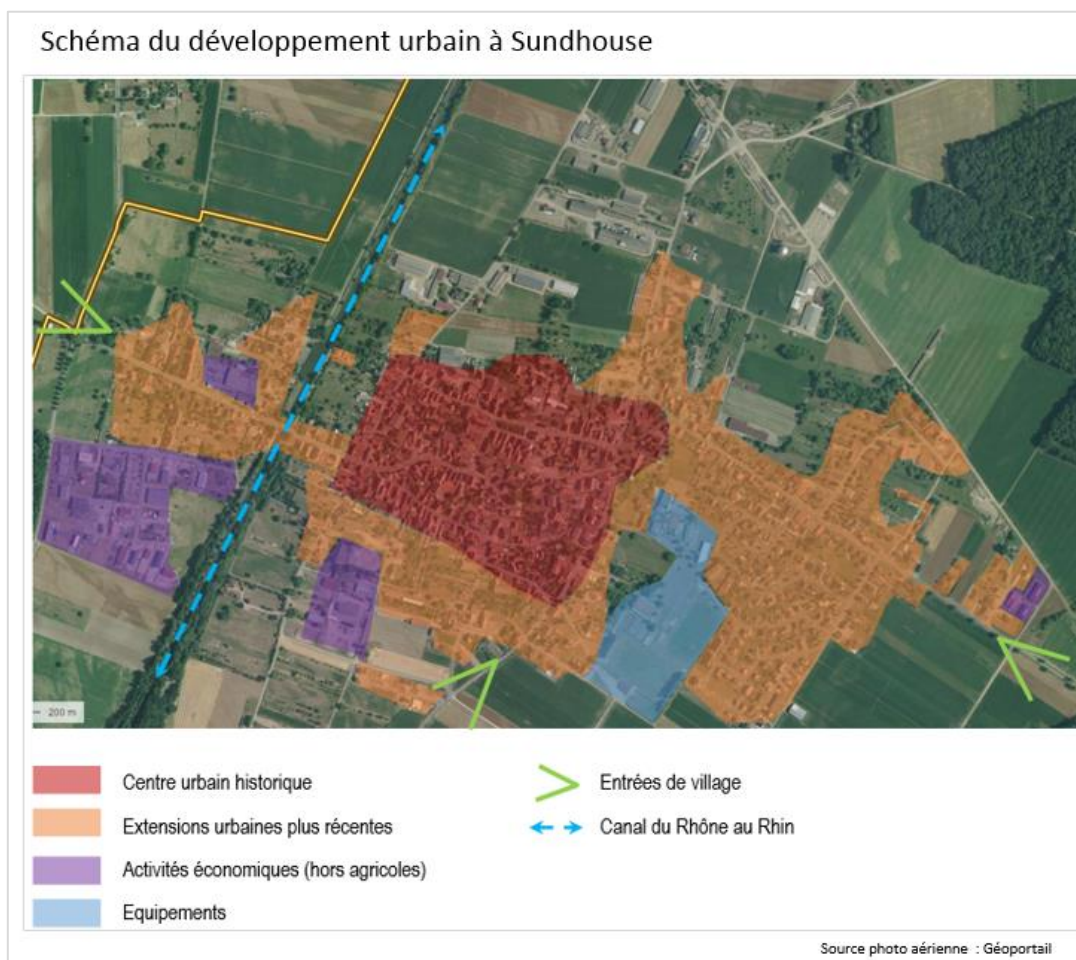 Schéma du développement urbain à Sundhouse
200 m
Centre urbain historique
Entrées de village
Extensions urbaines plus récentes
Canal du Rhône au Rhin
Activités économiques (hors agricoles)
Equipements
Source photo aérienne : Géoportail